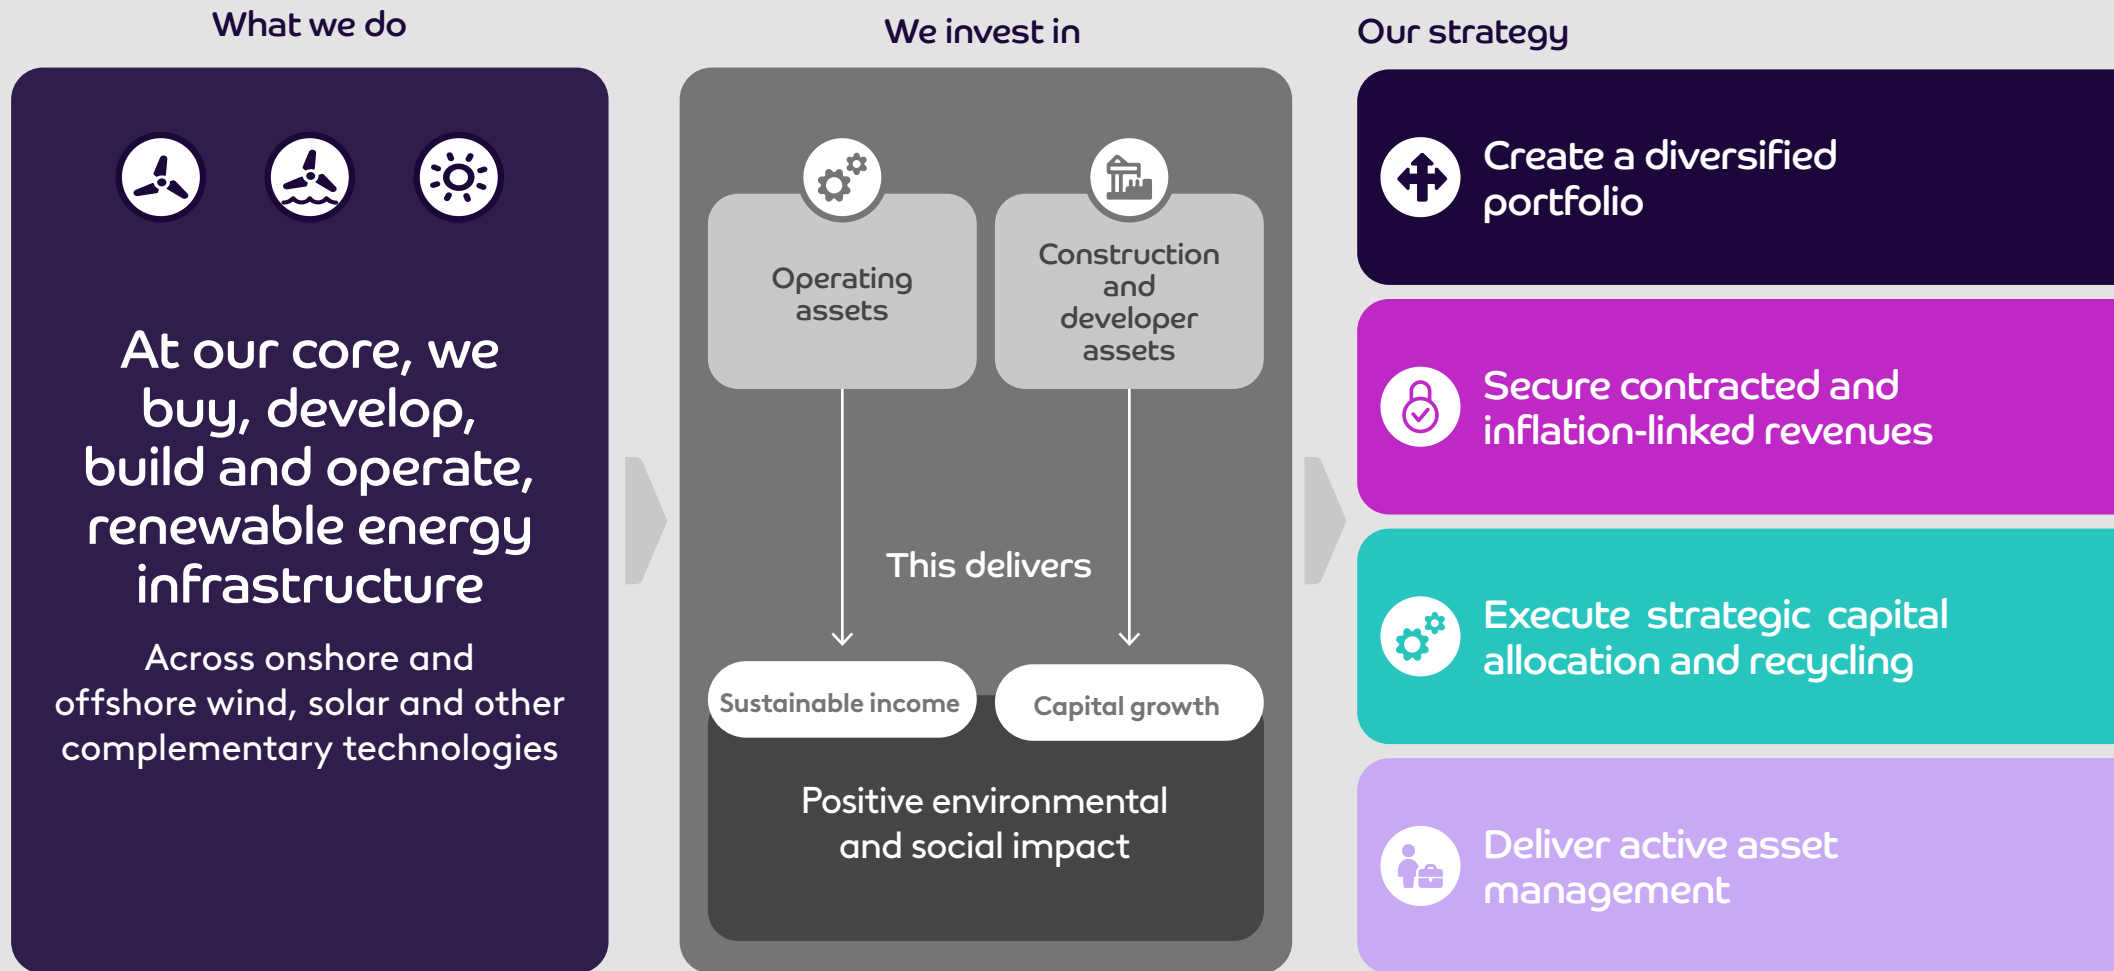 What we do
At our core, we
buy, develop,
build and operate,
renewable energy
infrastructure
Across onshore and
offshore wind, solar and other
complementary technologies
We invest in
Operating
assets
Construction
and
developer
assets
This delivers
Sustainable income
Capital growth
Positive environmental
and social impact
Our strategy
Create a diversified
portfolio
Secure contracted and
inflation-linked revenues
Execute strategic capital
allocation and recycling
Deliver active asset
management